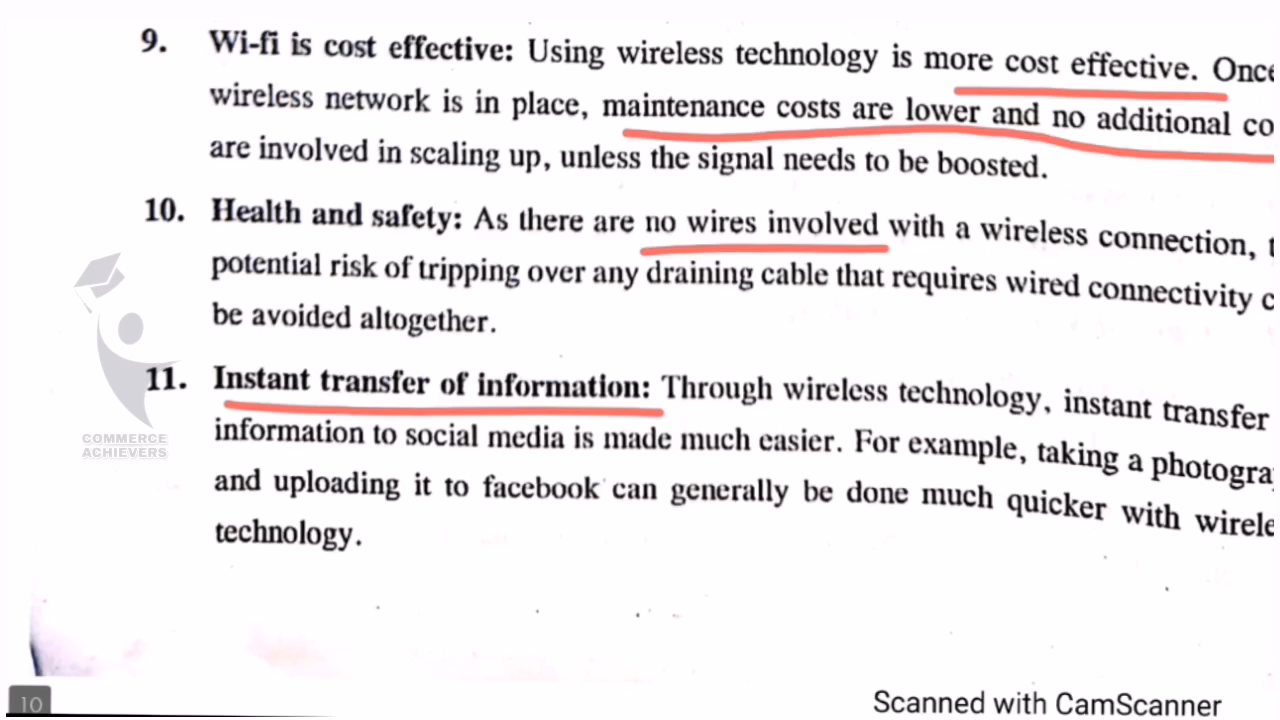 9. Wi-fi is cost effective: Using wireless technology is more cost effective. Once
wireless network is in place, maintenance costs are lower and no additional co
are involved in scaling up, unless the signal needs to be boosted.
10. Health and safety: As there are no wires involved with a wireless connection, t
potential risk of tripping over any draining cable that requires wired connectivity c
be avoided altogether.
11. Instant transfer of information: Through wireless technology, instant transfer
information to social media is made much easier. For example, taking a photogra
and uploading it to facebook can generally be done much quicker with wirele
technology.
COMMERCE
ACHIEVERS
10
Scanned with CamScanner